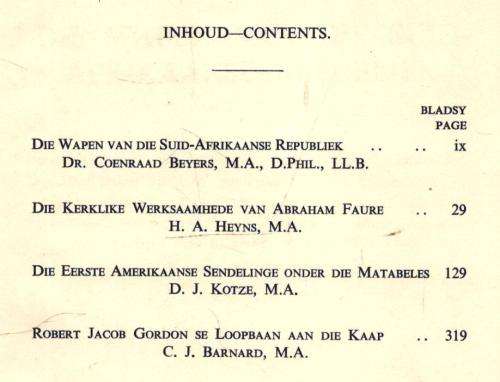 INHOUD—CONTENTS.
BLADSY
PAGE
DIE WAPEN VAN DIE SUID-AFRIKAANSE REPUBLIEK .. .. ix
DR. COENRAAD BEYERS, M.A., D.PHIL., LL.B.
DIE KERKLIKE WERKSAAMHEDE VAN ABRAHAM FAURE .. 29
H. A. HEYNS, M.A.
DIE EERSTE AMERIKAANSE SENDELINGE ONDER DIE MATABELES 129
D. J. KOTZE, M.A.
ROBERT JACOB GORDON SE LOOPBAAN AAN DIE KAAP .. 319
C. J. BARNARD, M.A.